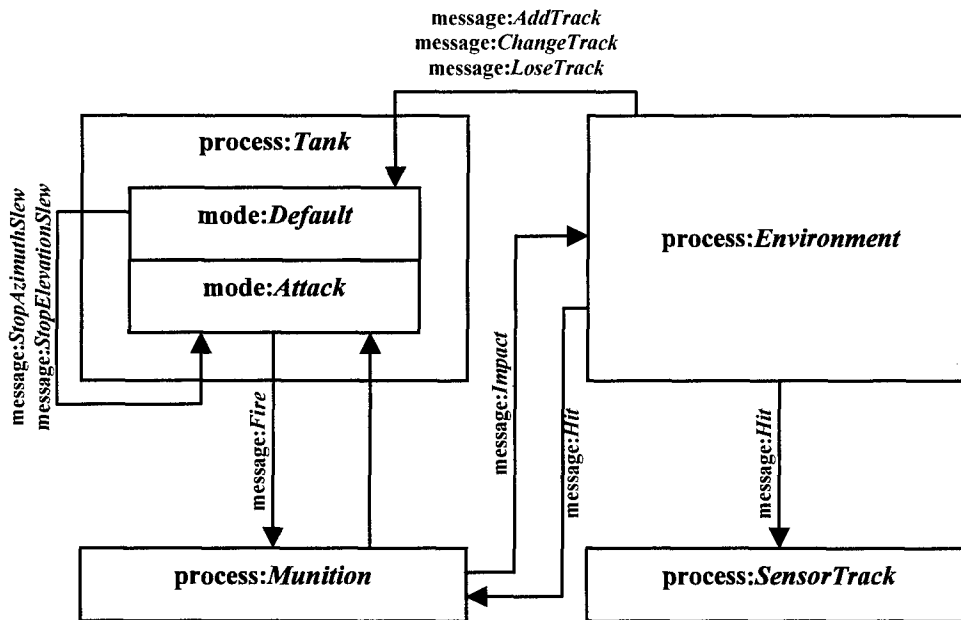 message:AddTrack
message:ChangeTrack
message:LoseTrack
process:Tank
mode:Default
mode:Attack
process:Environment
message:StopAzimuthSlew
message:StopElevationSlew
message:Fire
message:Impact
message:Hit
message:Hit
process:Munition
process:SensorTrack